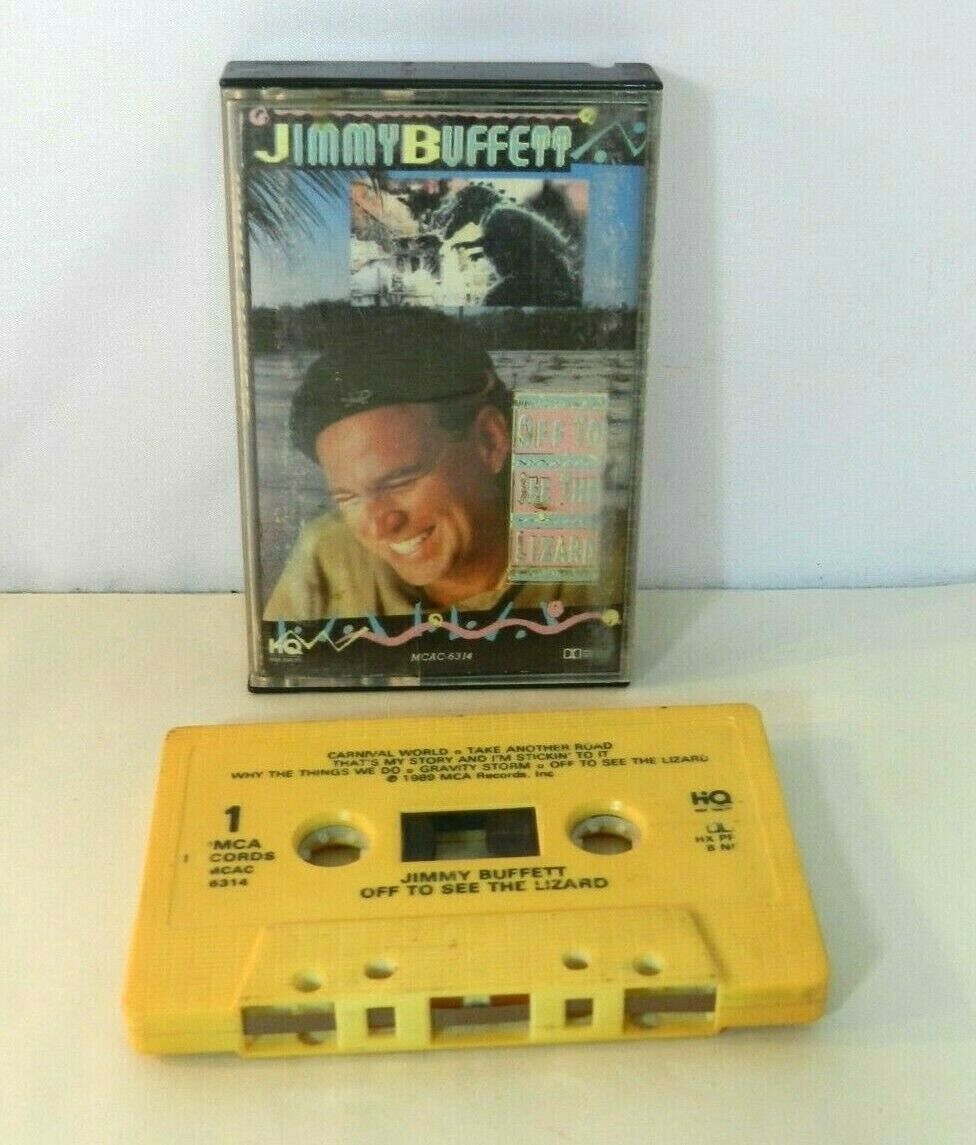 JIMMY BUFFETT
OFF TO
SEE THE
LIZARD
HQ
MCAC-6314
CARNIVAL WORLD • TAKE ANOTHER ROAD
THAT'S MY STORY AND I'M STICKIN' TO IT
WHY THE THINGS WE DO • GRAVITY STORM • OFF TO SEE THE LIZARD
© 1989 MCA Records, Inc
HQ
1
MCA
CORDS
MCAC
6314
HX PR
B N
JIMMY BUFFETT
OFF TO SEE THE LIZARD